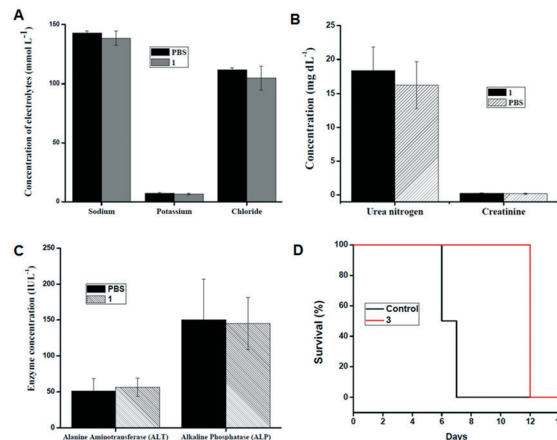 A
Concentration of electrolytes (mmol L⁻¹)
150
100
50
0
PBS
1
Sodium
Potassium
Chloride
B
Concentration (mg dL⁻¹)
25
20
15
10
5
0
1
PBS
Urea nitrogen
Creatinine
C
Enzyme concentration (IUL⁻¹)
300
250
200
150
100
50
0
PBS
1
Alanine Aminotransferase (ALT)
Alkaline Phosphatase (ALP)
D
Survival (%)
100
80
60
40
20
0
Control
3
0
2
4
6
8
10
12
Days